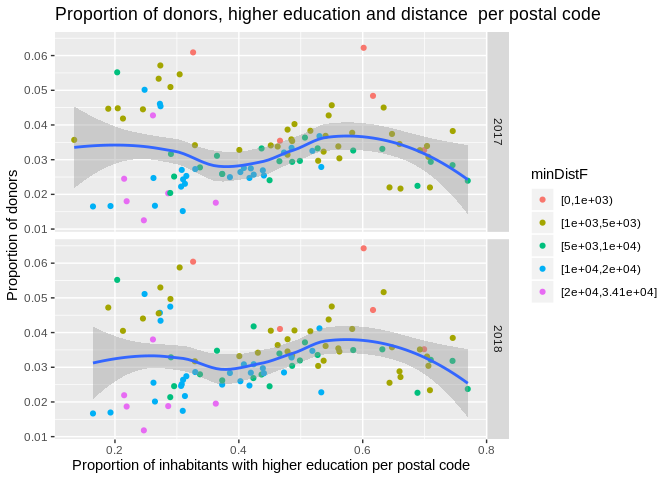 Proportion of donors, higher education and distance  per postal code
0.06
0.05
0.04
0.03
0.02
0.01
2017
0.06
0.05
0.04
0.03
0.02
0.01
2018
Proportion of donors
0.2
0.4
0.6
0.8
Proportion of inhabitants with higher education per postal code
minDistF
[0,1e+03)
[1e+03,5e+03)
[5e+03,1e+04)
[1e+04,2e+04)
[2e+04,3.41e+04]